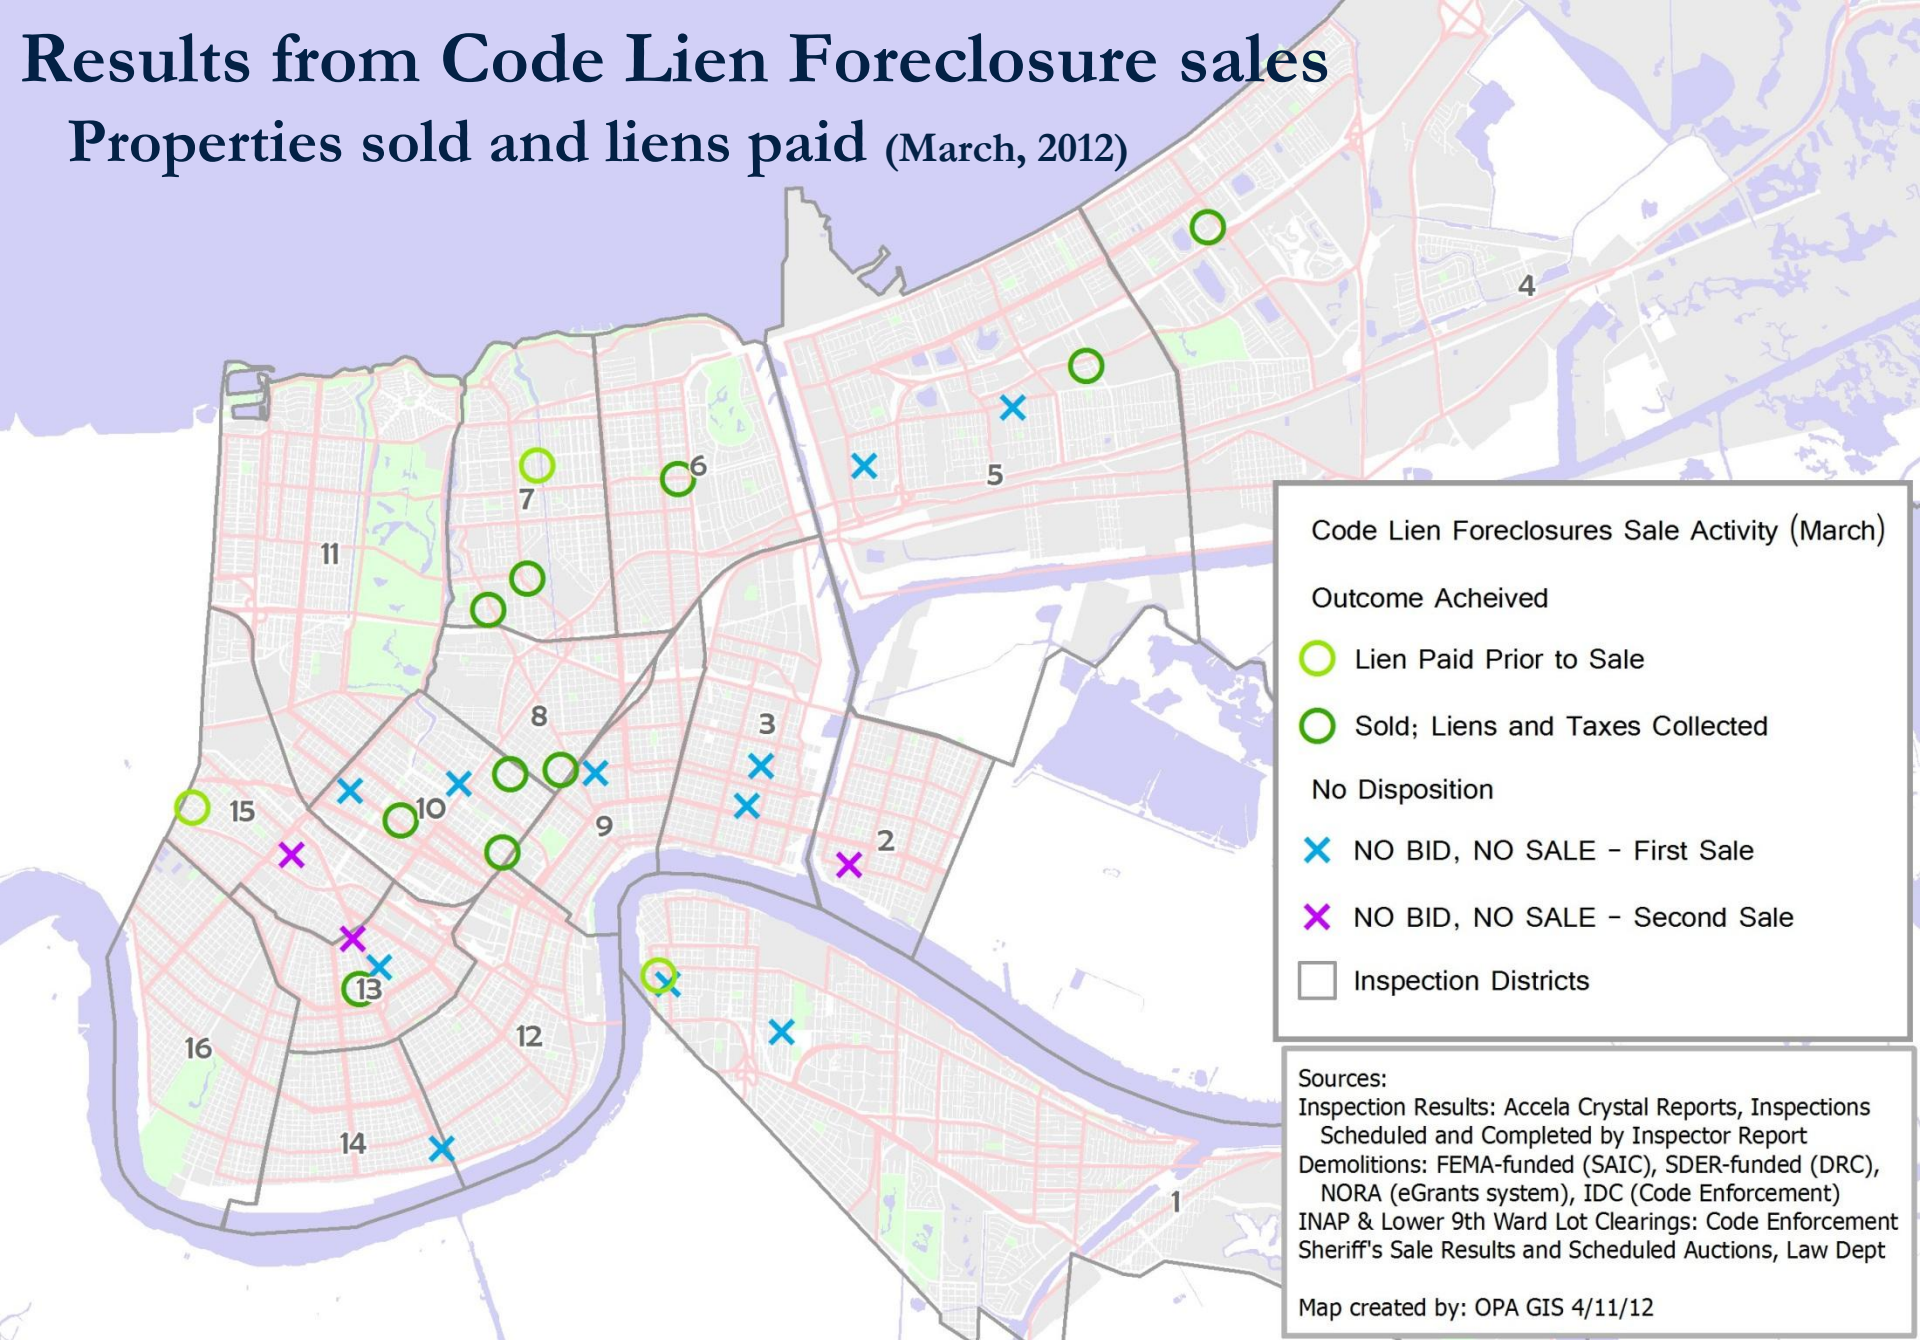 Results from Code Lien Foreclosure sales
Properties sold and liens paid (March, 2012)
4
6
5
7
11
3
8
10
15
9
2
13
12
16
14
1
Code Lien Foreclosures Sale Activity (March)
Outcome Acheived
Lien Paid Prior to Sale
Sold; Liens and Taxes Collected
No Disposition
NO BID, NO SALE - First Sale
NO BID, NO SALE - Second Sale
Inspection Districts
Sources:
Inspection Results: Accela Crystal Reports, Inspections
Scheduled and Completed by Inspector Report
Demolitions: FEMA-funded (SAIC), SDER-funded (DRC),
NORA (eGrants system), IDC (Code Enforcement)
INAP & Lower 9th Ward Lot Clearings: Code Enforcement
Sheriff's Sale Results and Scheduled Auctions, Law Dept
Map created by: OPA GIS 4/11/12